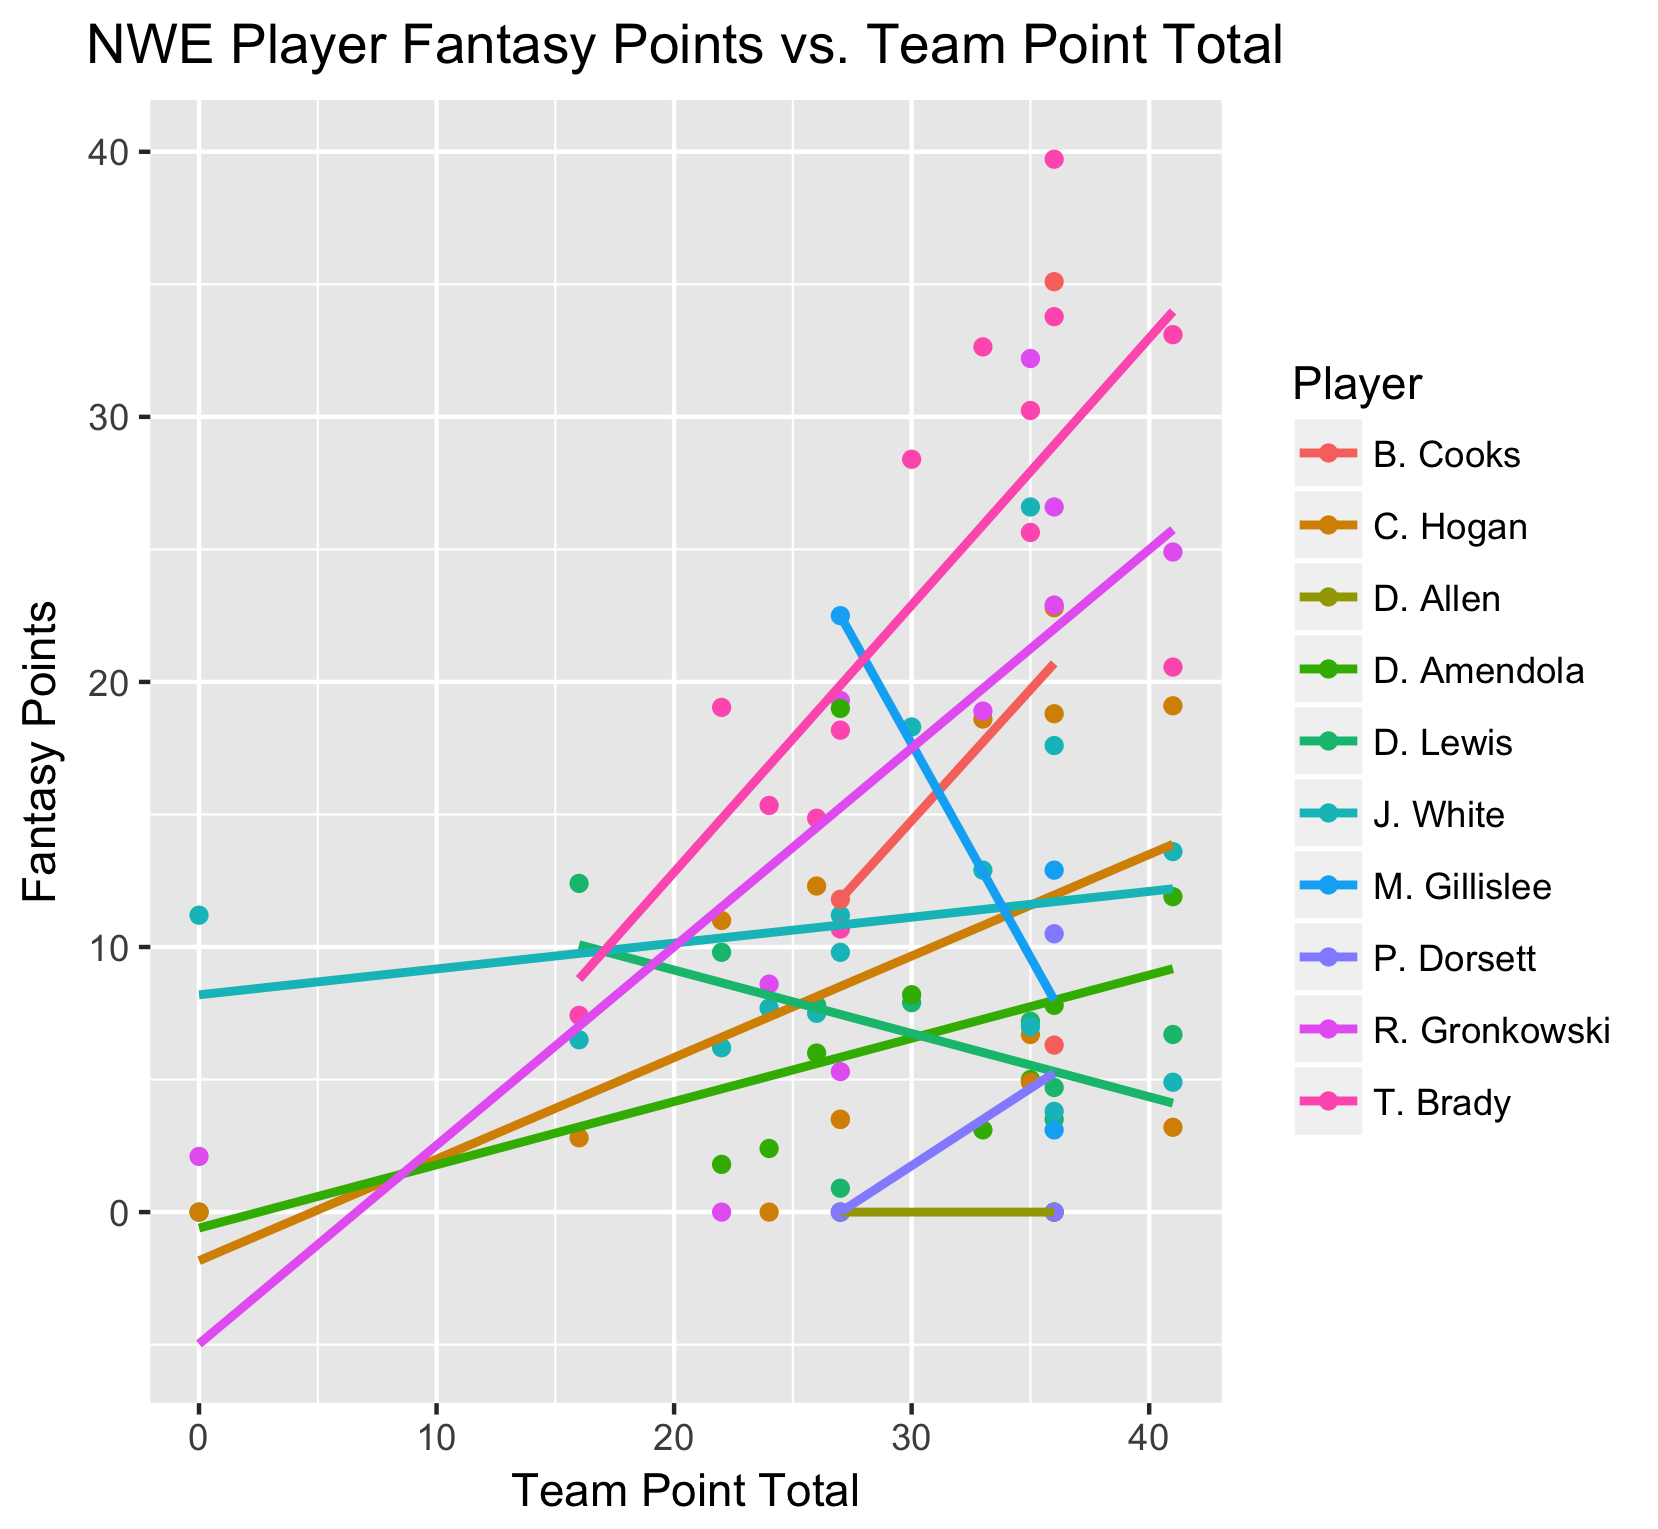 NWE Player Fantasy Points vs. Team Point Total
40
30
20
10
0
Fantasy Points
0
10
20
30
40
Team Point Total
Player
B. Cooks
C. Hogan
D. Allen
D. Amendola
D. Lewis
J. White
M. Gillislee
P. Dorsett
R. Gronkowski
T. Brady